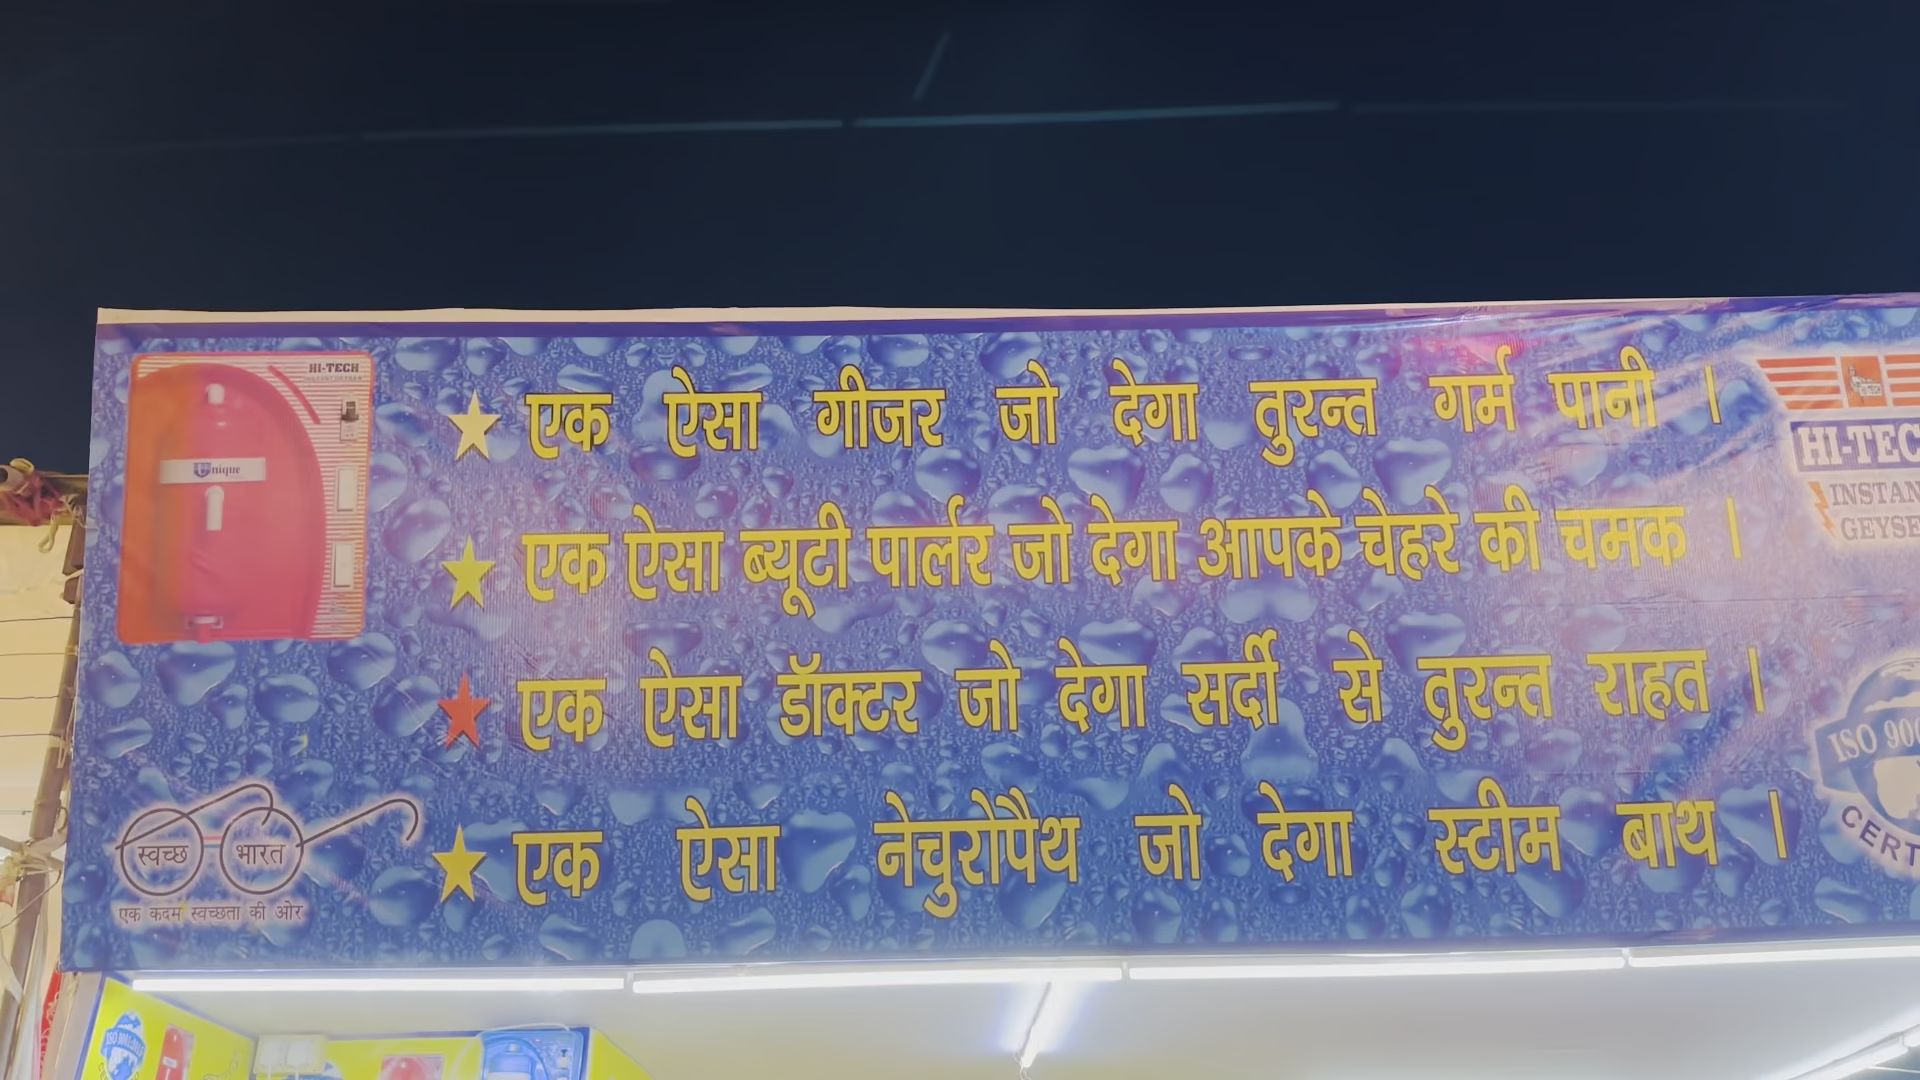 HI-TECH
Unique
एक ऐसा गीजर जो देगा तुरन्त गर्म पानी ।
एक ऐसा ब्यूटी पार्लर जो देगा आपके चेहरे की चमक ।
एक ऐसा डॉक्टर जो देगा सर्दी से तुरन्त राहत ।
एक ऐसा नेचुरोपैथ जो देगा स्टीम बाथ ।
स्वच्छ भारत
एक कदम स्वच्छता की ओर
HI-TEC
INSTAN
GEYSE
ISO 900
CERT